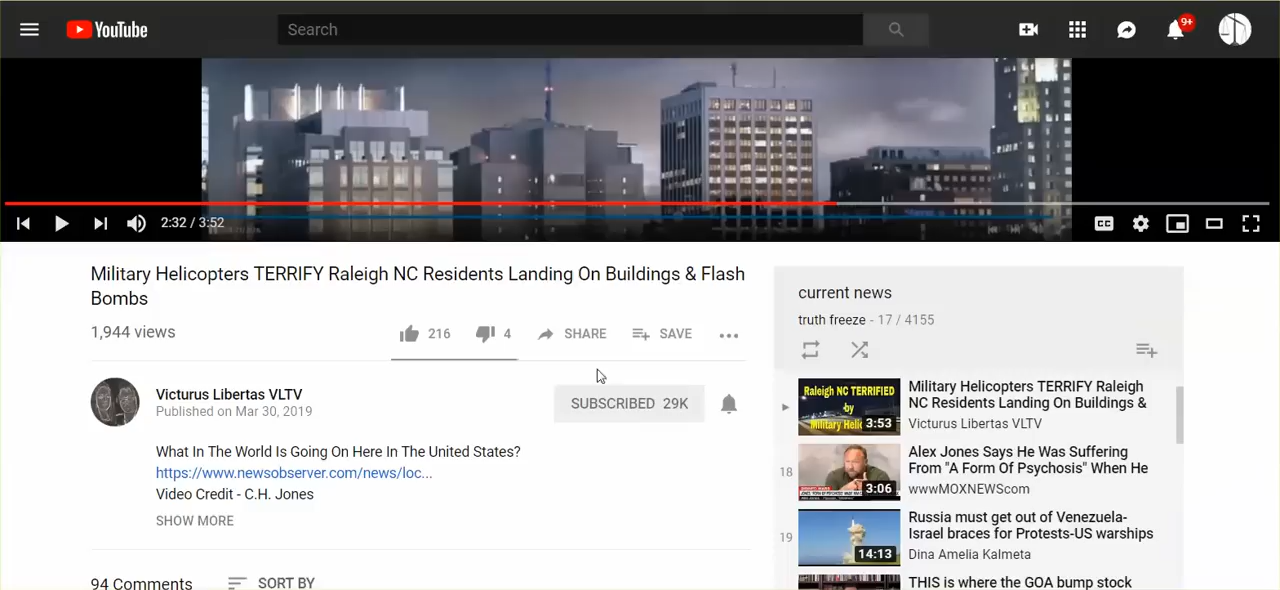 YouTube
Search
9+
2:32 / 3:52
CC
Military Helicopters TERRIFY Raleigh NC Residents Landing On Buildings & Flash
Bombs
1,944 views
216
4
SHARE
SAVE
Victurus Libertas VLTV
Published on Mar 30, 2019
SUBSCRIBED 29K
What In The World Is Going On Here In The United States?
https://www.newsobserver.com/news/loc...
Video Credit - C.H. Jones
SHOW MORE
94 Comments
SORT BY
current news
truth freeze - 17 / 4155
Raleigh NC TERRIFIED
by
Military Helic
3:53
Military Helicopters TERRIFY Raleigh
NC Residents Landing On Buildings &
Victurus Libertas VLTV
18
3:06
Alex Jones Says He Was Suffering
From "A Form Of Psychosis" When He
wwwMOXNEWScom
19
14:13
Russia must get out of Venezuela-
Israel braces for Protests-US warships
Dina Amelia Kalmeta
THIS is where the GOA bump stock